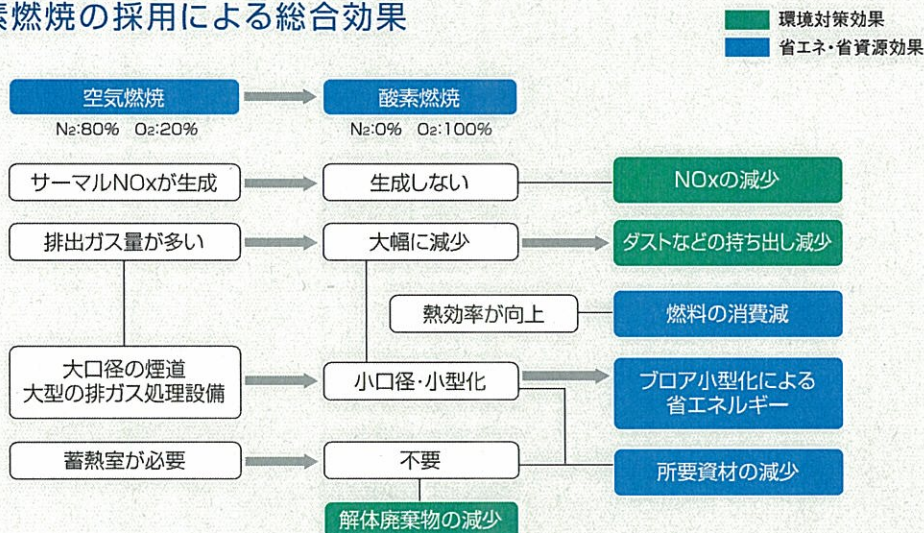 素燃焼の採用による総合効果
環境対策効果
省エネ・省資源効果
空気燃焼
酸素燃焼
N₂:80% O₂:20%
N₂:0% O₂:100%
サーマルNOxが生成
生成しない
NOxの減少
排出ガス量が多い
大幅に減少
ダストなどの持ち出し減少
熱効率が向上
燃料の消費減
大口径の煙道
大型の排ガス処理設備
小口径・小型化
ブロア小型化による
省エネルギー
蓄熱室が必要
不要
所要資材の減少
解体廃棄物の減少